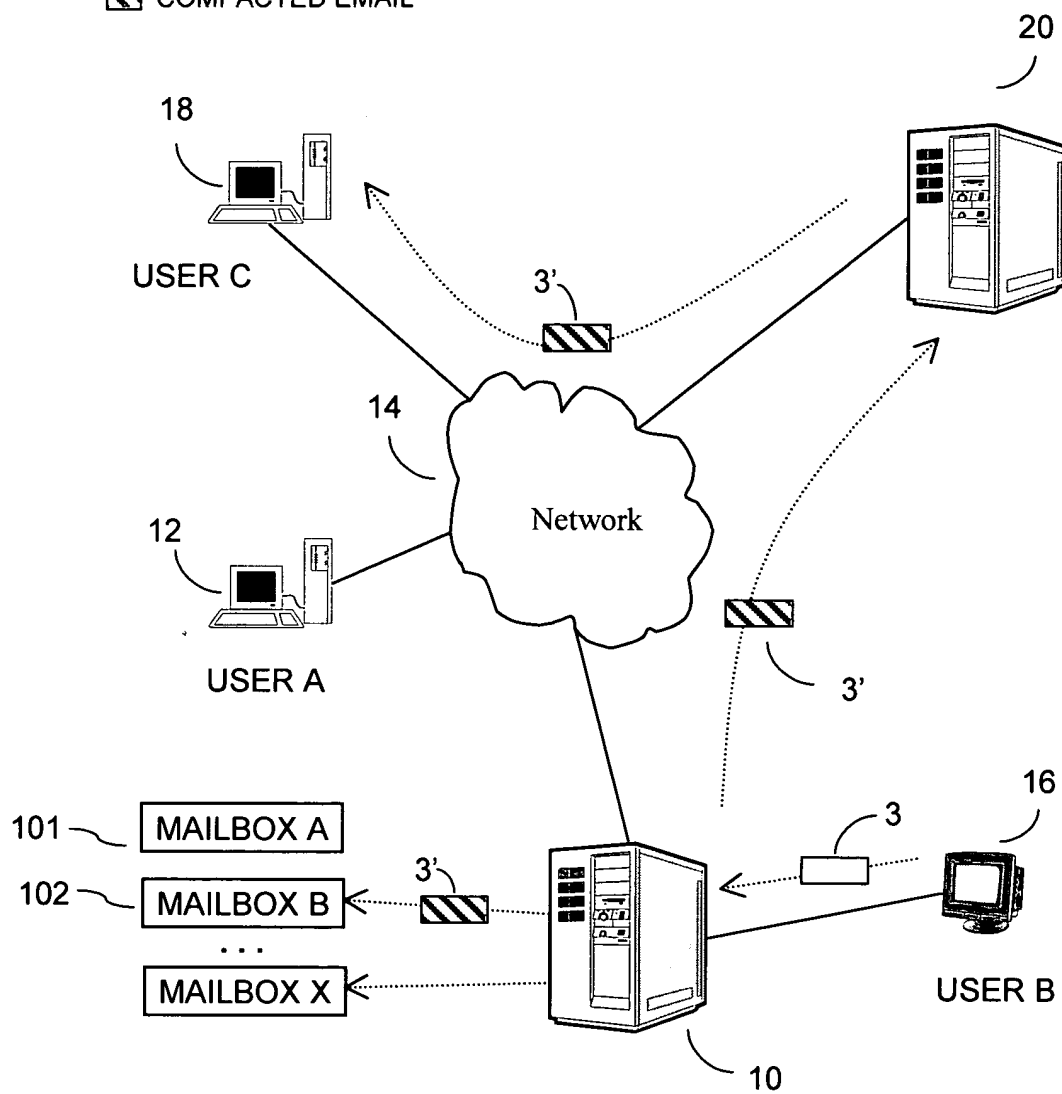 COMPACTED EMAIL
20
18
USER C
3'
14
Network
12
USER A
3'
16
101
MAILBOX A
3
102
MAILBOX B
3'
. . .
MAILBOX X
USER B
10